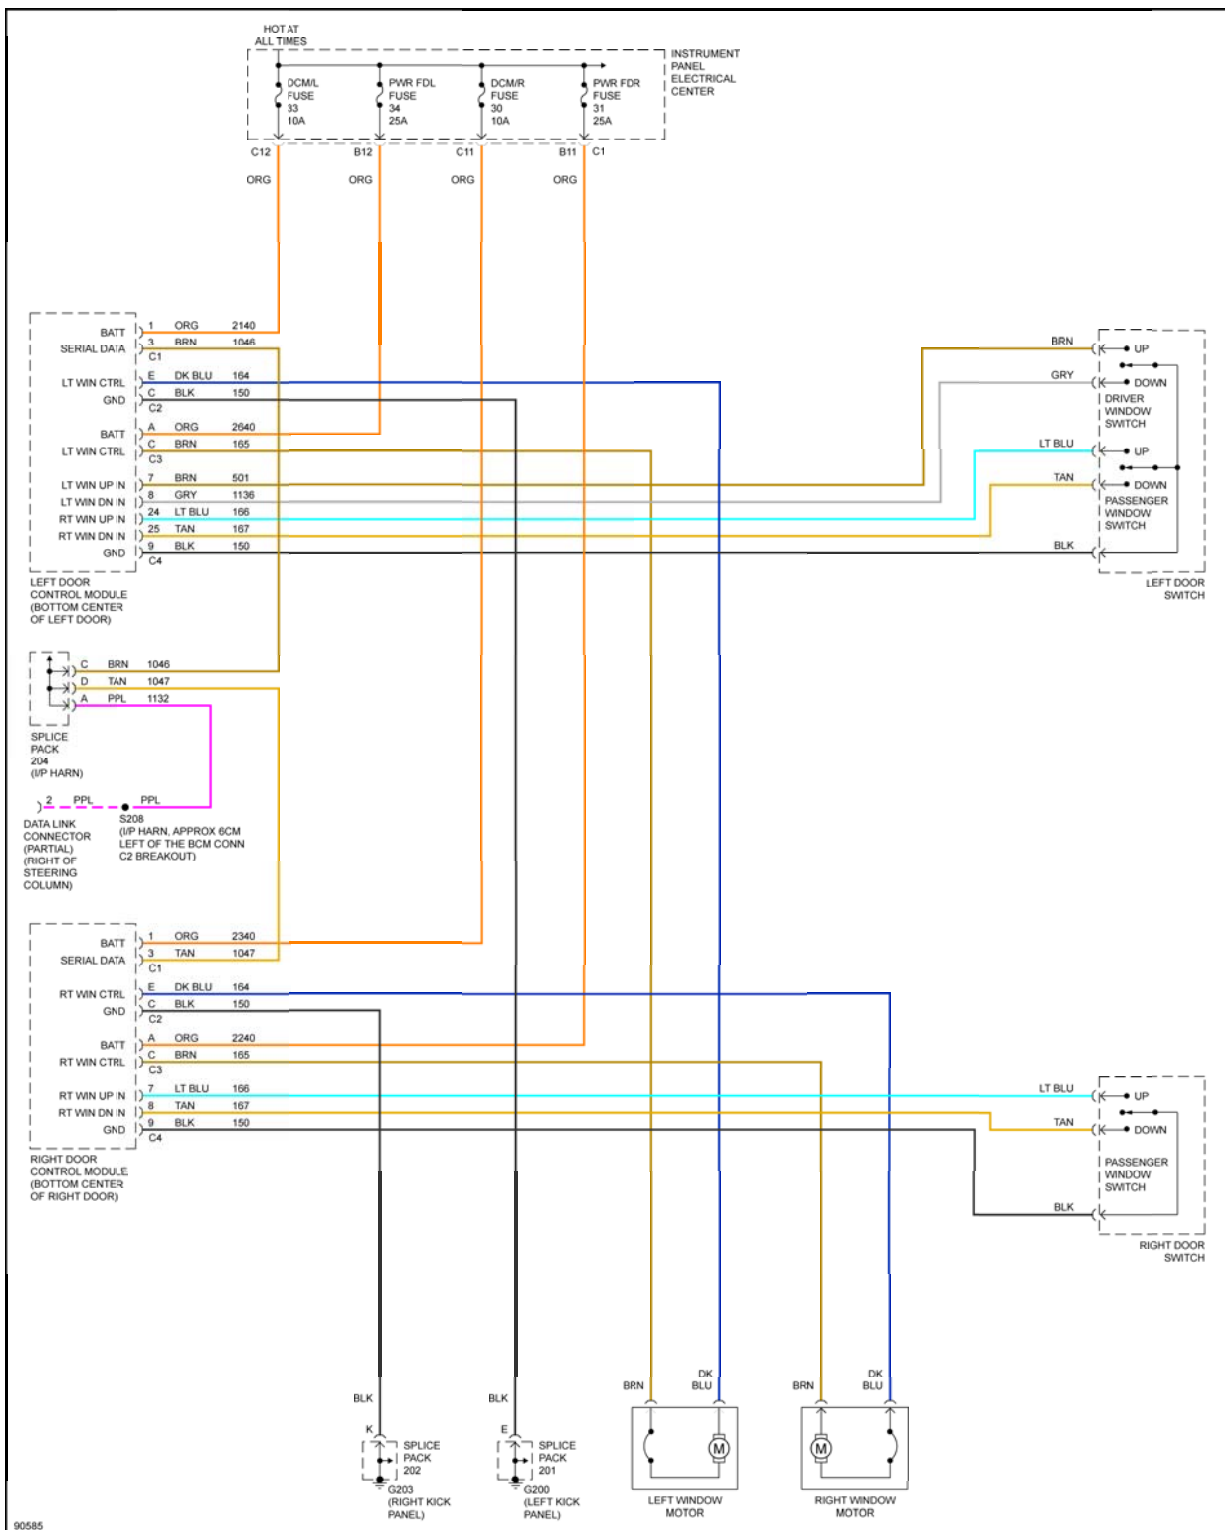 HOT AT
ALL TIMES
INSTRUMENT
PANEL
ELECTRICAL
CENTER
DCM/L
FUSE
33
10A
PWR FDL
FUSE
34
25A
DCM/R
FUSE
30
10A
PWR FDR
FUSE
31
25A
C12
B12
C11
B11
C1
ORG
ORG
ORG
ORG
BATT
1 ORG 2140
SERIAL DATA
3 BRN 1046
C1
LT WIN CTRL
E DK BLU 164
GND
C BLK 150
C2
BATT
A ORG 2640
LT WIN CTRL
C BRN 165
C3
LT WIN UP IN
7 BRN 501
LT WIN DN IN
8 GRY 1136
RT WIN UP IN
24 LT BLU 166
RT WIN DN IN
25 TAN 167
GND
9 BLK 150
C4
LEFT DOOR
CONTROL MODULE
(BOTTOM CENTER
OF LEFT DOOR)
BRN
UP
GRY
DOWN
DRIVER
WINDOW
SWITCH
LT BLU
UP
TAN
DOWN
PASSENGER
WINDOW
SWITCH
BLK
LEFT DOOR
SWITCH
C BRN 1046
D TAN 1047
A PPL 1132
SPLICE
PACK
204
(I/P HARN)
2 PPL
PPL
S208
(I/P HARN, APPROX 6CM
LEFT OF THE BCM CONN
C2 BREAKOUT)
DATA LINK
CONNECTOR
(PARTIAL)
(RIGHT OF
STEERING
COLUMN)
BATT
1 ORG 2340
SERIAL DATA
3 TAN 1047
C1
RT WIN CTRL
E DK BLU 164
GND
C BLK 150
C2
BATT
A ORG 2240
RT WIN CTRL
C BRN 165
C3
RT WIN UP IN
7 LT BLU 166
RT WIN DN IN
8 TAN 167
GND
9 BLK 150
C4
RIGHT DOOR
CONTROL MODULE
(BOTTOM CENTER
OF RIGHT DOOR)
LT BLU
UP
TAN
DOWN
PASSENGER
WINDOW
SWITCH
BLK
RIGHT DOOR
SWITCH
BLK
K
SPLICE
PACK
202
G203
(RIGHT KICK
PANEL)
BLK
E
SPLICE
PACK
201
G200
(LEFT KICK
PANEL)
BRN
DK
BLU
M
LEFT WINDOW
MOTOR
BRN
DK
BLU
M
RIGHT WINDOW
MOTOR
90585